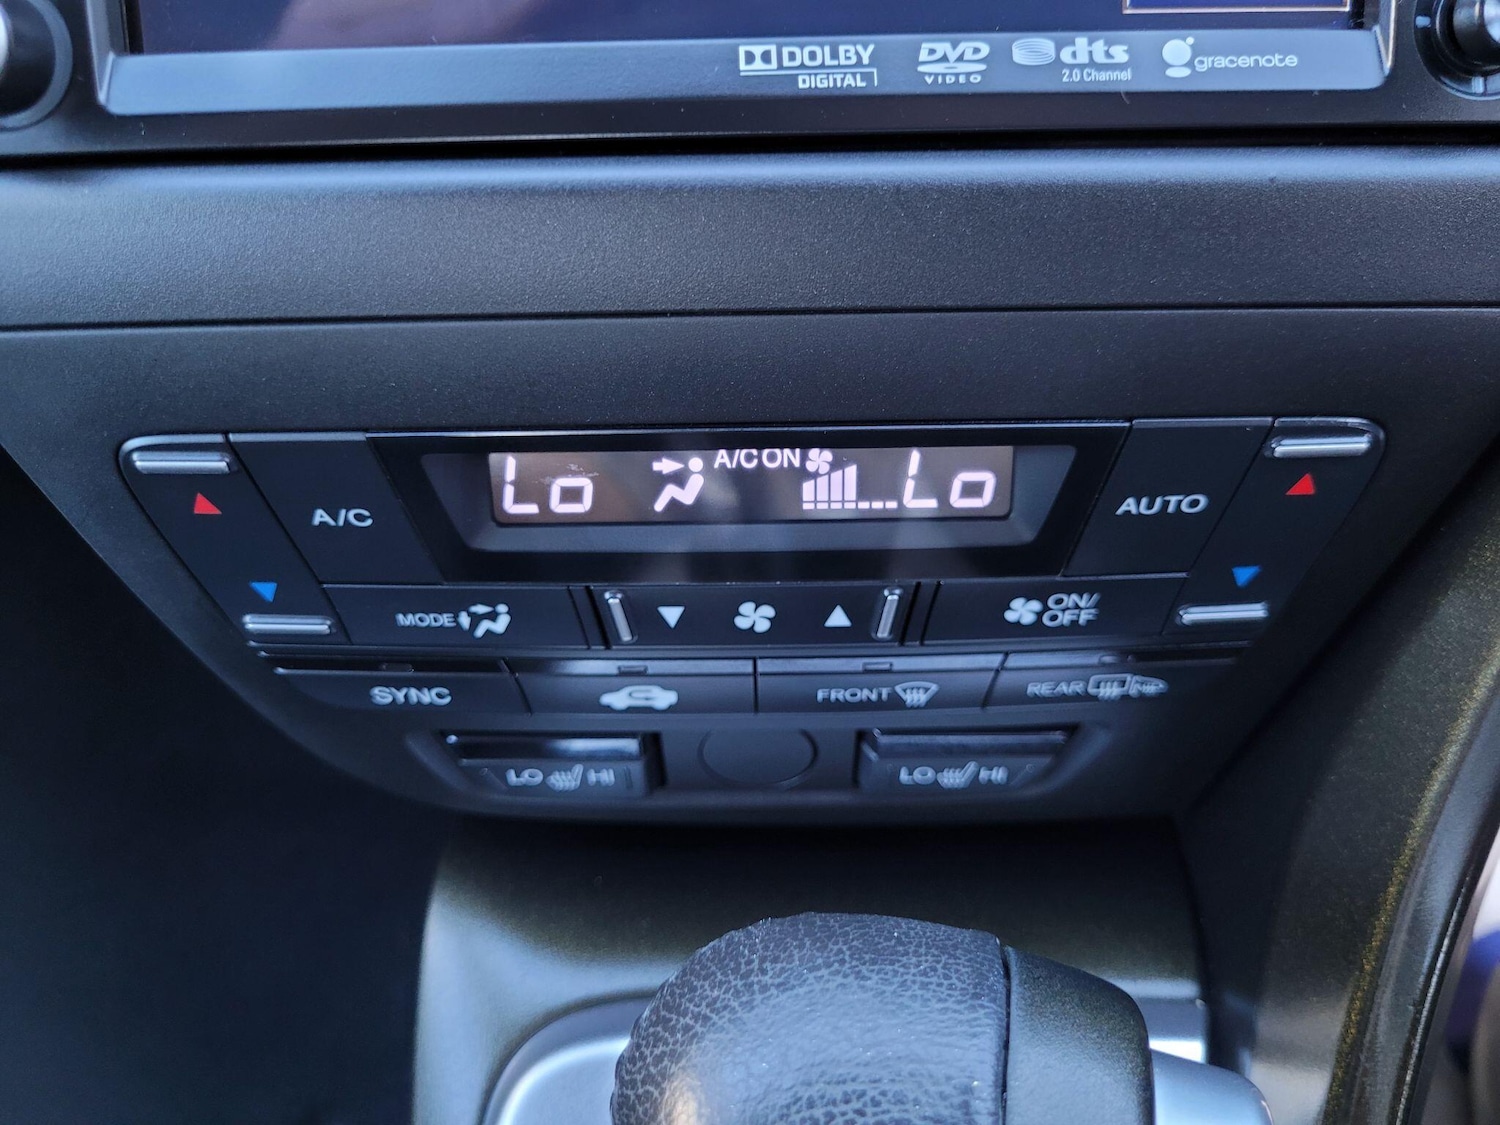 DOLBY DIGITAL
DVD VIDEO
dts 2.0 Channel
gracenote
Lo A/C ON Lo
A/C
AUTO
MODE
ON/OFF
SYNC
FRONT
REAR
LO HI
LO HI